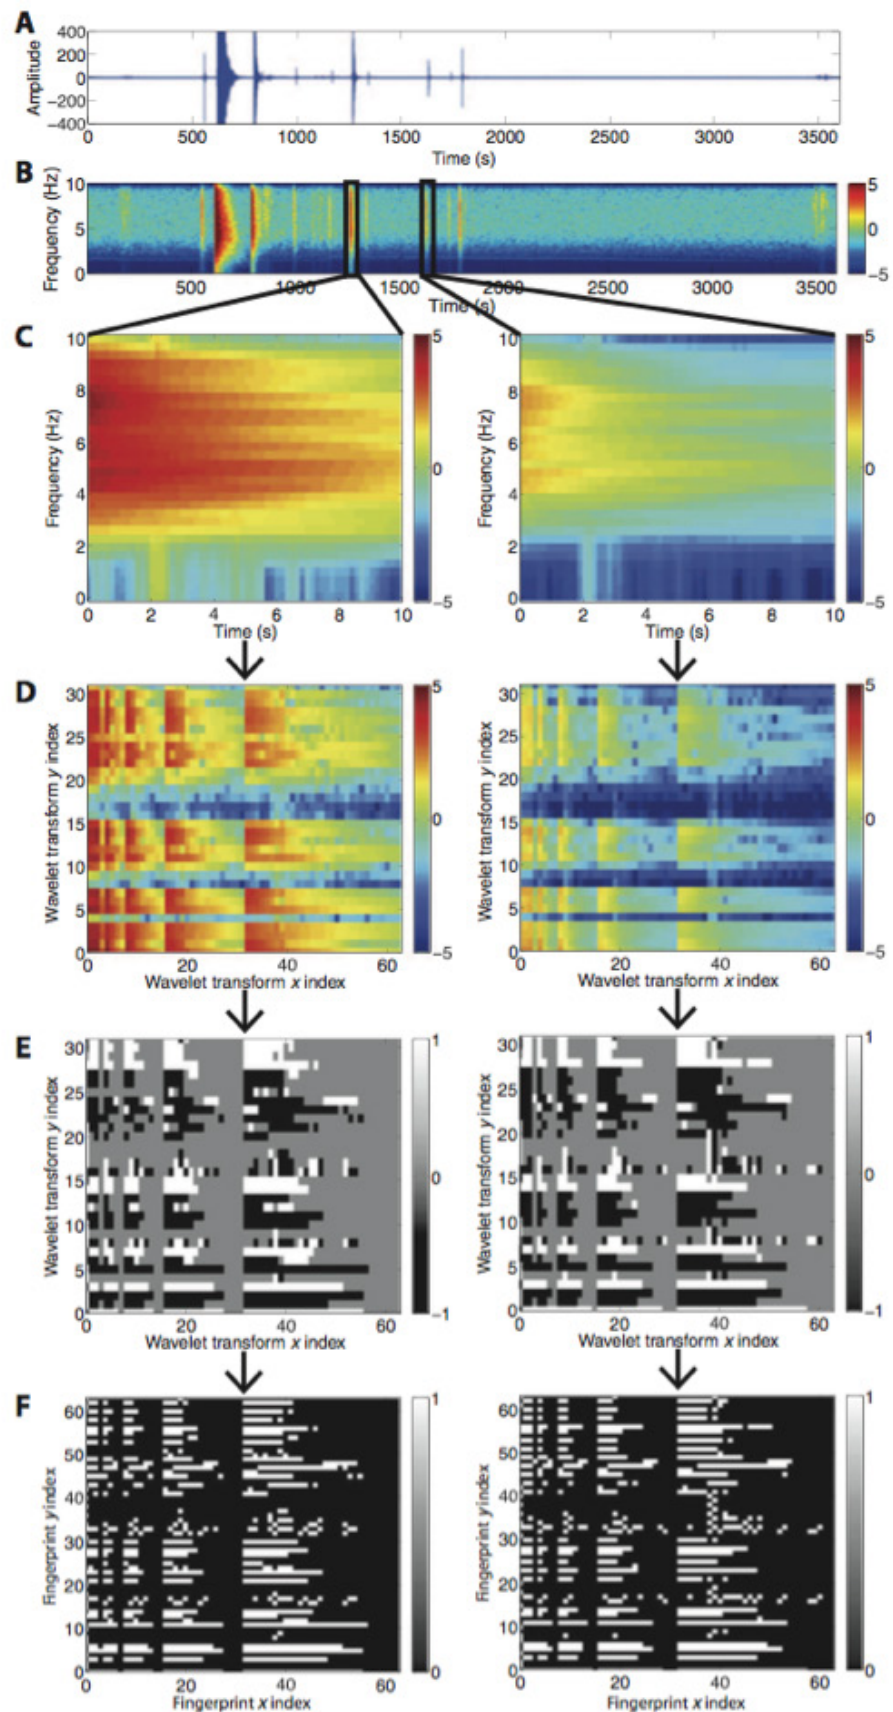 A
Amplitude
400
200
0
−200
−400
0 500 1000 1500 2000 2500 3000 3500
Time (s)
B
Frequency (Hz)
10
5
0
500 1000 1500 2000 2500 3000 3500
Time (s)
5
0
−5
C
Frequency (Hz)
10
8
6
4
2
0
0 2 4 6 8 10
Time (s)
5
0
−5
Frequency (Hz)
10
8
6
4
2
0
0 2 4 6 8 10
Time (s)
5
0
−5
D
Wavelet transform y index
30
25
20
15
10
5
0
0 20 40 60
Wavelet transform x index
5
0
−5
Wavelet transform y index
30
25
20
15
10
5
0
0 20 40 60
Wavelet transform x index
5
0
−5
E
Wavelet transform y index
30
25
20
15
10
5
0
0 20 40 60
Wavelet transform x index
1
0
−1
Wavelet transform y index
30
25
20
15
10
5
0
0 20 40 60
Wavelet transform x index
1
0
−1
F
Fingerprint y index
60
50
40
30
20
10
0
0 20 40 60
Fingerprint x index
1
0
Fingerprint y index
60
50
40
30
20
10
0
0 20 40 60
Fingerprint x index
1
0